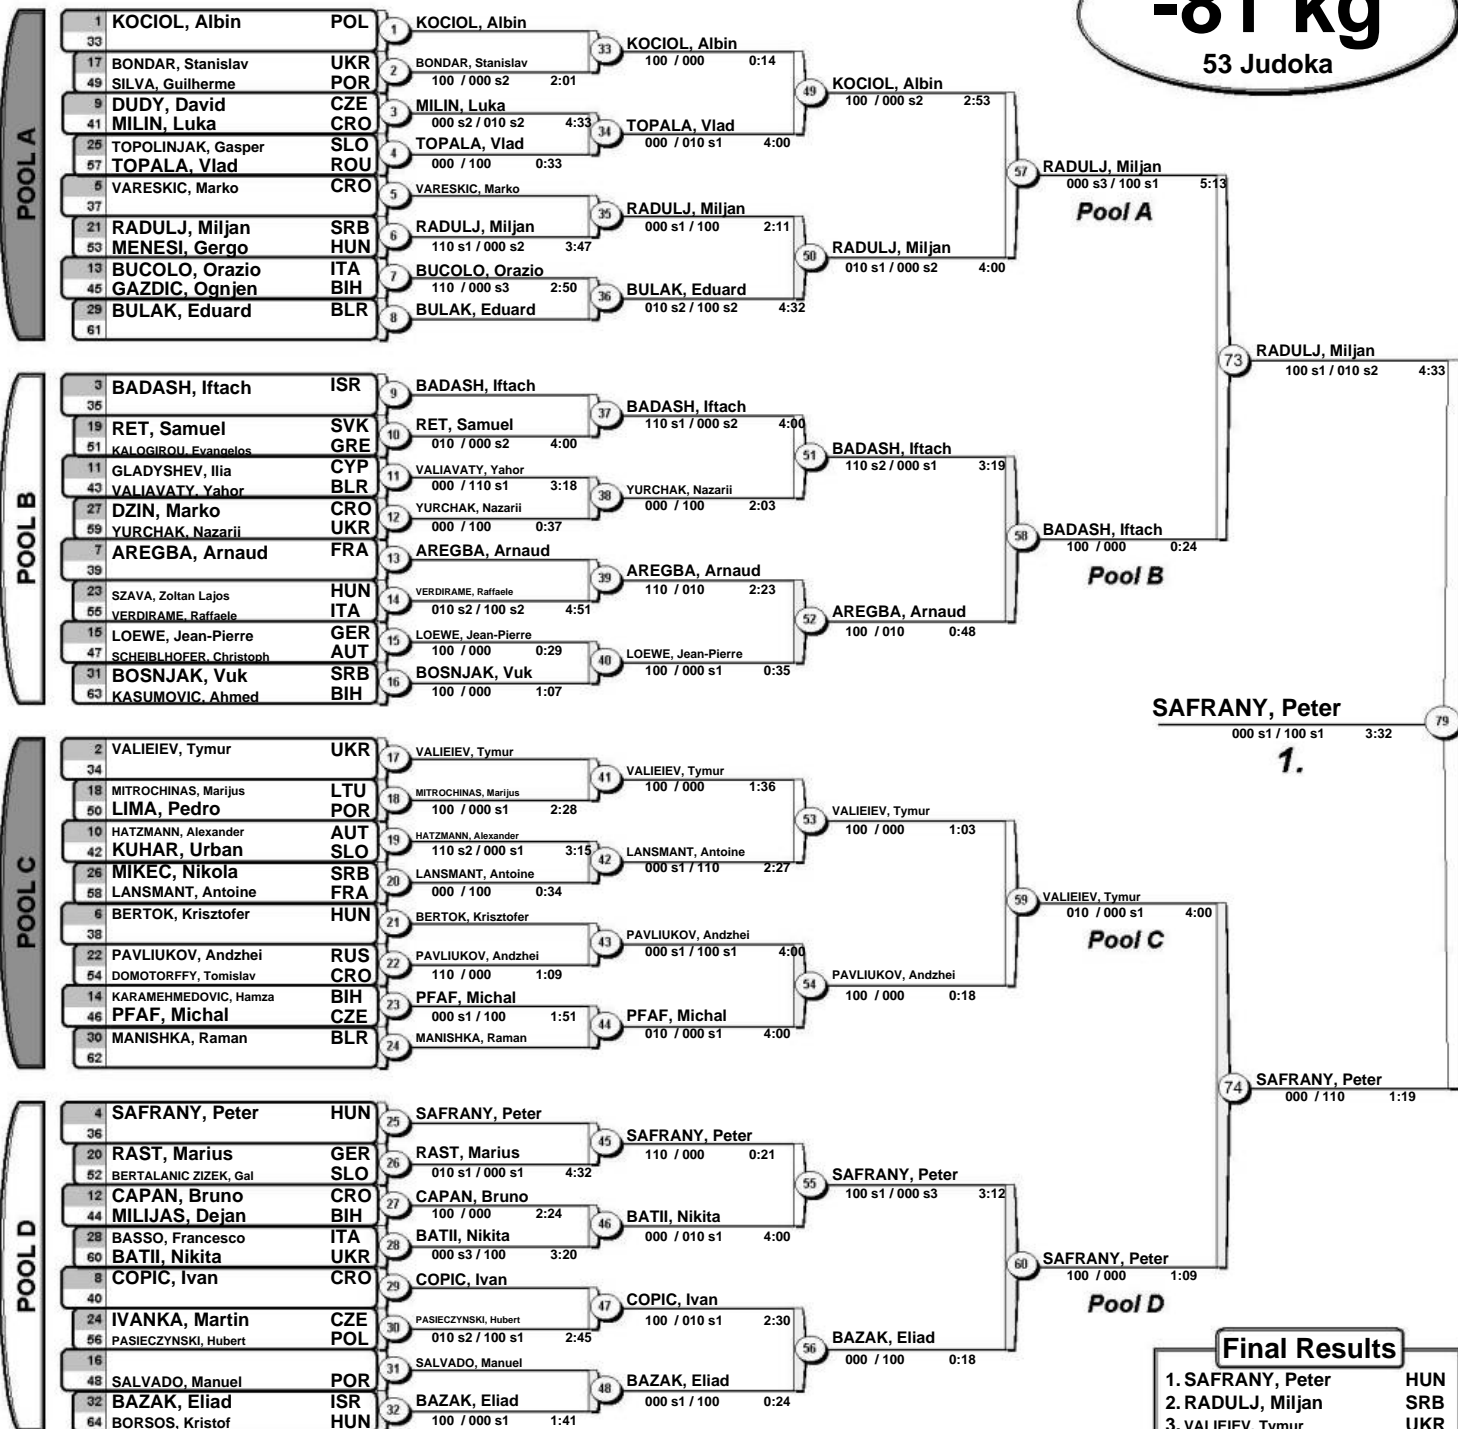 -81 kg
53 Judoka
POOL A
1 KOCIOL, Albin POL
33
17 BONDAR, Stanislav UKR
49 SILVA, Guilherme POR
9 DUDY, David CZE
41 MILIN, Luka CRO
25 TOPOLINJAK, Gasper SLO
57 TOPALA, Vlad ROU
5 VARESKIC, Marko CRO
37
21 RADULJ, Miljan SRB
53 MENESI, Gergo HUN
13 BUCOLO, Orazio ITA
45 GAZDIC, Ognjen BIH
29 BULAK, Eduard BLR
61
1 KOCIOL, Albin
2 BONDAR, Stanislav
100 / 000 s2 2:01
3 MILIN, Luka
000 s2 / 010 s2 4:33
4 TOPALA, Vlad
000 / 100 0:33
5 VARESKIC, Marko
6 RADULJ, Miljan
110 s1 / 000 s2 3:47
7 BUCOLO, Orazio
110 / 000 s3 2:50
8 BULAK, Eduard
33 KOCIOL, Albin
100 / 000 0:14
34 TOPALA, Vlad
000 / 010 s1 4:00
35 RADULJ, Miljan
000 s1 / 100 2:11
36 BULAK, Eduard
010 s2 / 100 s2 4:32
49 KOCIOL, Albin
100 / 000 s2 2:53
50 RADULJ, Miljan
010 s1 / 000 s2 4:00
57 RADULJ, Miljan
000 s3 / 100 s1 5:13
Pool A
POOL B
3 BADASH, Iftach ISR
35
19 RET, Samuel SVK
51 KALOGIROU, Evangelos GRE
11 GLADYSHEV, Ilia CYP
43 VALIAVATY, Yahor BLR
27 DZIN, Marko CRO
59 YURCHAK, Nazarii UKR
7 AREGBA, Arnaud FRA
39
23 SZAVA, Zoltan Lajos HUN
55 VERDIRAME, Raffaele ITA
15 LOEWE, Jean-Pierre GER
47 SCHEIBLHOFER, Christoph AUT
31 BOSNJAK, Vuk SRB
63 KASUMOVIC, Ahmed BIH
9 BADASH, Iftach
10 RET, Samuel
010 / 000 s2 4:00
11 VALIAVATY, Yahor
000 / 110 s1 3:18
12 YURCHAK, Nazarii
000 / 100 0:37
13 AREGBA, Arnaud
14 VERDIRAME, Raffaele
010 s2 / 100 s2 4:51
15 LOEWE, Jean-Pierre
100 / 000 0:29
16 BOSNJAK, Vuk
100 / 000 1:07
37 BADASH, Iftach
110 s1 / 000 s2 4:00
38 YURCHAK, Nazarii
000 / 100 2:03
39 AREGBA, Arnaud
110 / 010 2:23
40 LOEWE, Jean-Pierre
100 / 000 s1 0:35
51 BADASH, Iftach
110 s2 / 000 s1 3:19
52 AREGBA, Arnaud
100 / 010 0:48
58 BADASH, Iftach
100 / 000 0:24
Pool B
73 RADULJ, Miljan
100 s1 / 010 s2 4:33
SAFRANY, Peter 79
000 s1 / 100 s1 3:32
1.
POOL C
2 VALIEIEV, Tymur UKR
34
18 MITROCHINAS, Marijus LTU
50 LIMA, Pedro POR
10 HATZMANN, Alexander AUT
42 KUHAR, Urban SLO
26 MIKEC, Nikola SRB
58 LANSMANT, Antoine FRA
6 BERTOK, Krisztofer HUN
38
22 PAVLIUKOV, Andzhei RUS
54 DOMOTORFFY, Tomislav CRO
14 KARAMEHMEDOVIC, Hamza BIH
46 PFAF, Michal CZE
30 MANISHKA, Raman BLR
62
17 VALIEIEV, Tymur
18 MITROCHINAS, Marijus
100 / 000 s1 2:28
19 HATZMANN, Alexander
110 s2 / 000 s1 3:15
20 LANSMANT, Antoine
000 / 100 0:34
21 BERTOK, Krisztofer
22 PAVLIUKOV, Andzhei
110 / 000 1:09
23 PFAF, Michal
000 s1 / 100 1:51
24 MANISHKA, Raman
41 VALIEIEV, Tymur
100 / 000 1:36
42 LANSMANT, Antoine
000 s1 / 110 2:27
43 PAVLIUKOV, Andzhei
000 s1 / 100 s1 4:00
44 PFAF, Michal
010 / 000 s1 4:00
53 VALIEIEV, Tymur
100 / 000 1:03
54 PAVLIUKOV, Andzhei
100 / 000 0:18
59 VALIEIEV, Tymur
010 / 000 s1 4:00
Pool C
74 SAFRANY, Peter
000 / 110 1:19
POOL D
4 SAFRANY, Peter HUN
36
20 RAST, Marius GER
52 BERTALANIC ZIZEK, Gal SLO
12 CAPAN, Bruno CRO
44 MILIJAS, Dejan BIH
28 BASSO, Francesco ITA
60 BATII, Nikita UKR
8 COPIC, Ivan CRO
40
24 IVANKA, Martin CZE
56 PASIECZYNSKI, Hubert POL
16
48 SALVADO, Manuel POR
32 BAZAK, Eliad ISR
64 BORSOS, Kristof HUN
25 SAFRANY, Peter
26 RAST, Marius
010 s1 / 000 s1 4:32
27 CAPAN, Bruno
100 / 000 2:24
28 BATII, Nikita
000 s3 / 100 3:20
29 COPIC, Ivan
30 PASIECZYNSKI, Hubert
010 s2 / 100 s1 2:45
31 SALVADO, Manuel
32 BAZAK, Eliad
100 / 000 s1 1:41
45 SAFRANY, Peter
110 / 000 0:21
46 BATII, Nikita
000 / 010 s1 4:00
47 COPIC, Ivan
100 / 010 s1 2:30
48 BAZAK, Eliad
000 s1 / 100 0:24
55 SAFRANY, Peter
100 s1 / 000 s3 3:12
56 BAZAK, Eliad
000 / 100 0:18
60 SAFRANY, Peter
100 / 000 1:09
Pool D
Final Results
1. SAFRANY, Peter HUN
2. RADULJ, Miljan SRB
3. VALIEIEV, Tymur UKR